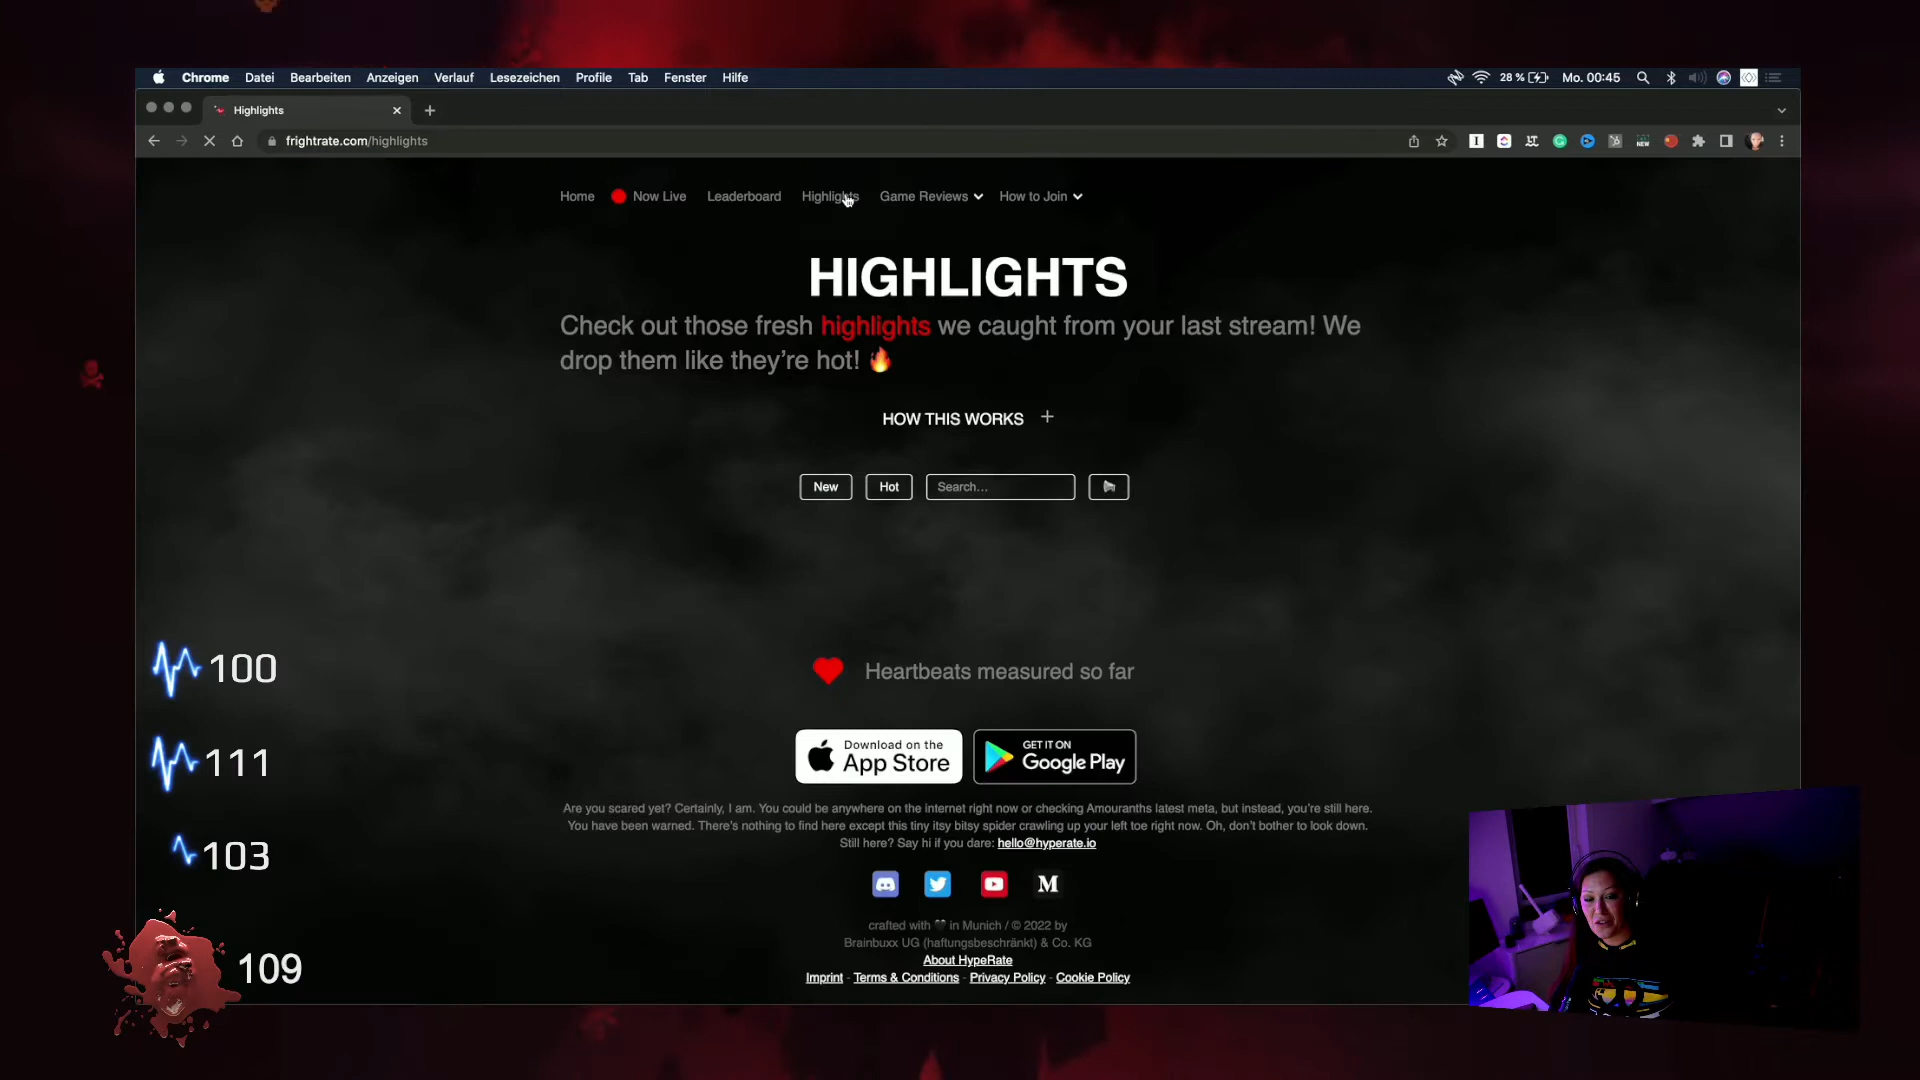 Chrome Datei Bearbeiten Anzeigen Verlauf Lesezeichen Profile Tab Fenster Hilfe 28 % Mo. 00:45
Highlights
frightrate.com/highlights
Home Now Live Leaderboard Highlights Game Reviews How to Join
HIGHLIGHTS
Check out those fresh highlights we caught from your last stream! We
drop them like they're hot! 🔥
HOW THIS WORKS +
New Hot Search...
100
Heartbeats measured so far
111
Download on the
App Store
GET IT ON
Google Play
Are you scared yet? Certainly, I am. You could be anywhere on the internet right now or checking Amouranths latest meta, but instead, you're still here.
You have been warned. There's nothing to find here except this tiny itsy bitsy spider crawling up your left toe right now. Oh, don't bother to look down.
Still here? Say hi if you dare: hello@hyperate.io
103
M
crafted with 🖤 in Munich / © 2022 by
Brainbuxx UG (haftungsbeschränkt) & Co. KG
About HypeRate
Imprint - Terms & Conditions - Privacy Policy - Cookie Policy
109